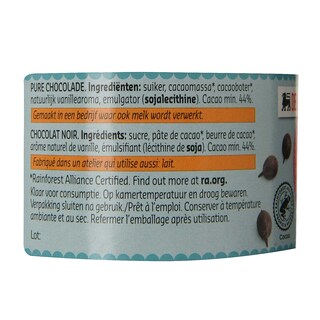 PURE CHOCOLADE. Ingrediënten: suiker, cacaomassa*, cacaoboter*,
natuurlijk vanillearoma, emulgator (sojalecithine). Cacao min. 44%.
Gemaakt in een bedrijf waar ook melk wordt verwerkt.
CHOCOLAT NOIR. Ingrédients: sucre, pâte de cacao*, beurre de cacao*,
arôme naturel de vanille, émulsifiant (lécithine de soja). Cacao min. 44%.
Fabriqué dans un atelier qui utilise aussi: lait.
*Rainforest Alliance Certified. Find out more at ra.org.
Klaar voor consumptie. Op kamertemperatuur en droog bewaren.
Verpakking sluiten na gebruik./Prêt à l'emploi. Conserver à température
ambiante et au sec. Refermer l'emballage après utilisation.
Lot: